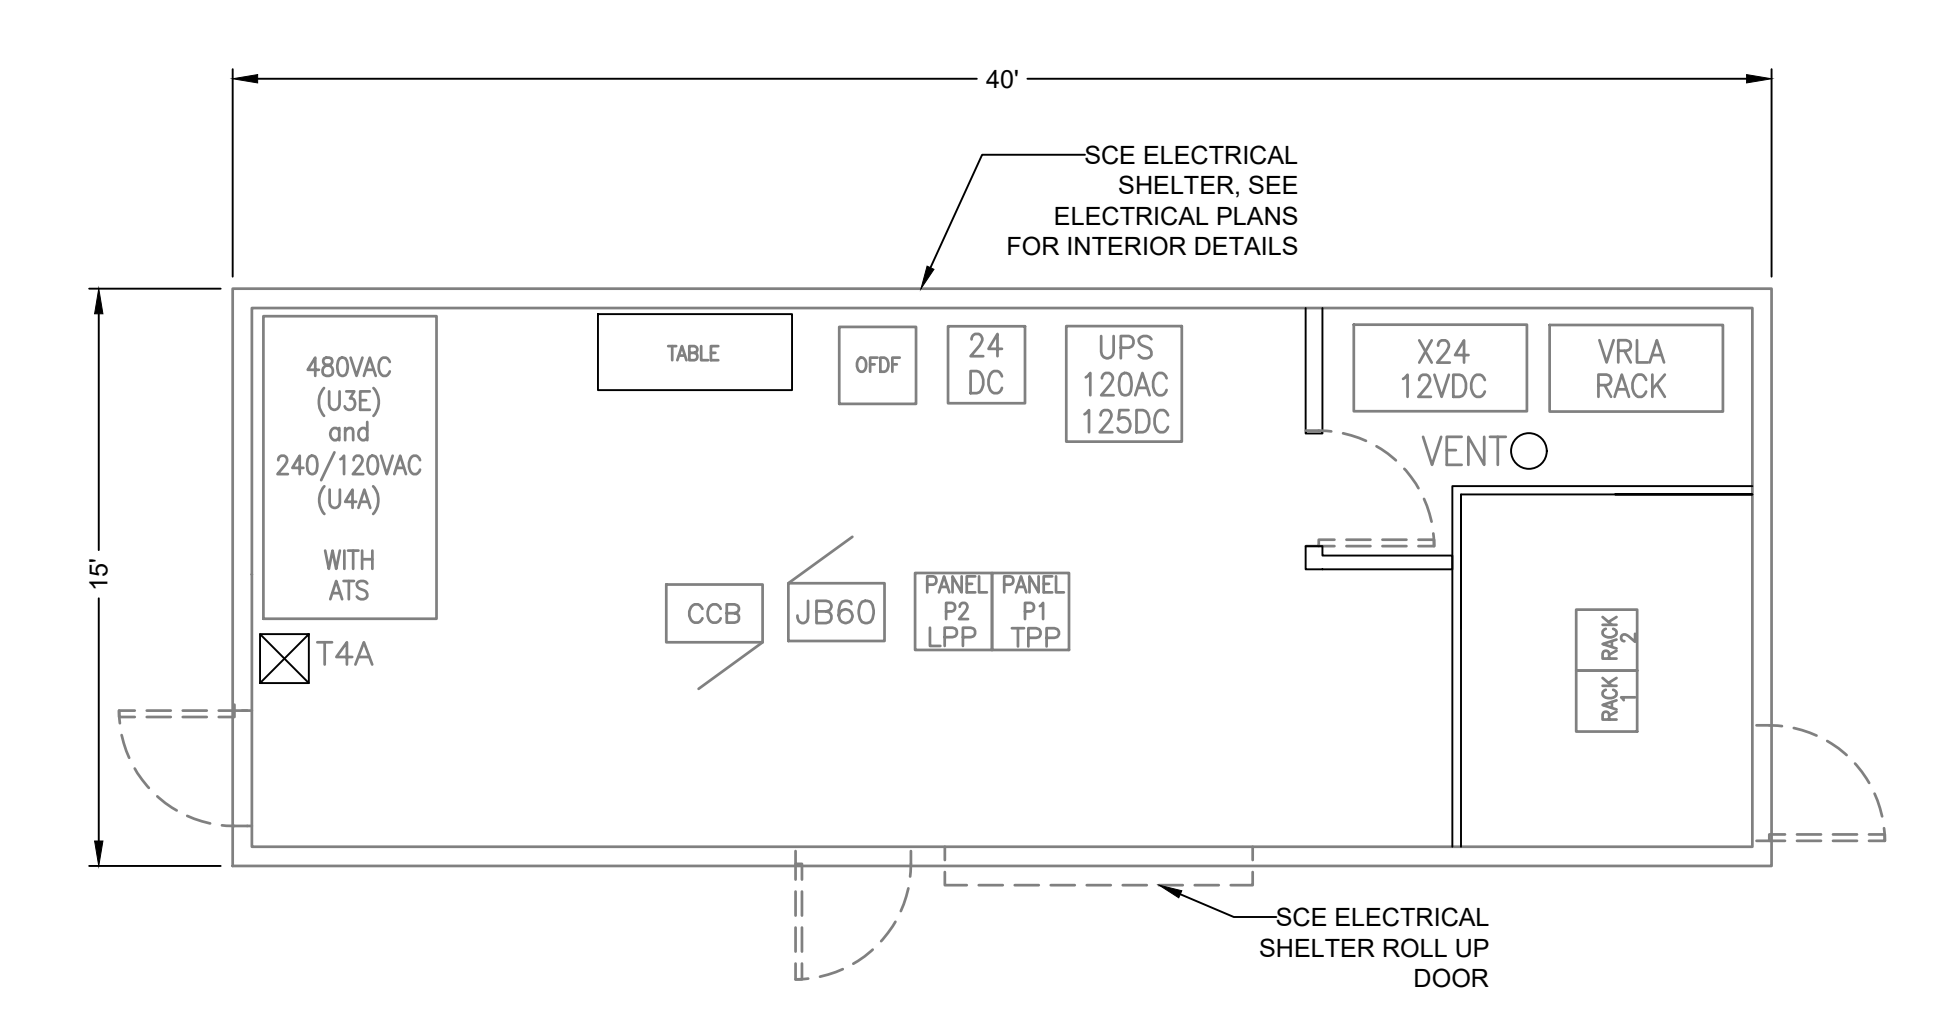 40'
SCE ELECTRICAL
SHELTER, SEE
ELECTRICAL PLANS
FOR INTERIOR DETAILS
15'
480VAC
(U3E)
and
240/120VAC
(U4A)
WITH
ATS
T4A
TABLE
OFDF
24
DC
UPS
120AC
125DC
X24
12VDC
VRLA
RACK
VENT
CCB
JB60
PANEL
P2
LPP
PANEL
P1
TPP
RACK
2
RACK
1
SCE ELECTRICAL
SHELTER ROLL UP
DOOR